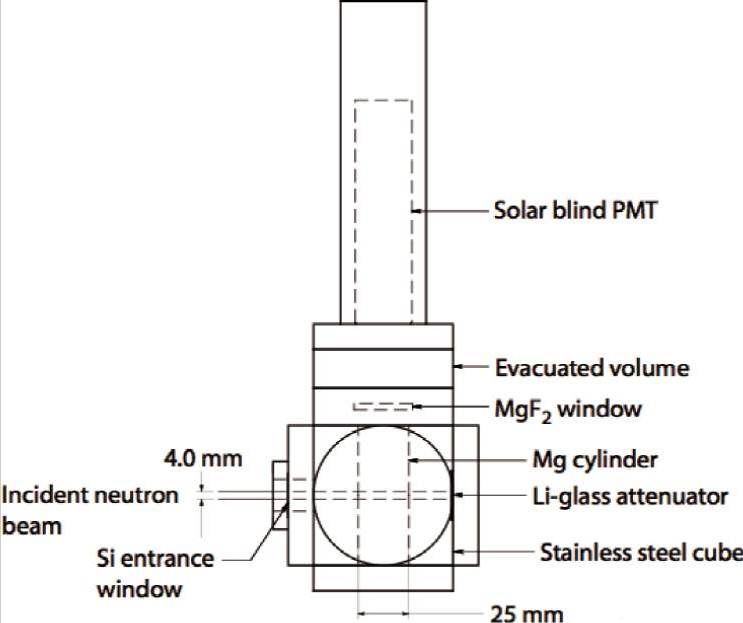 Solar blind PMT
Evacuated volume
MgF₂ window
4.0 mm
Mg cylinder
Incident neutron
beam
Li-glass attenuator
Si entrance
window
Stainless steel cube
25 mm